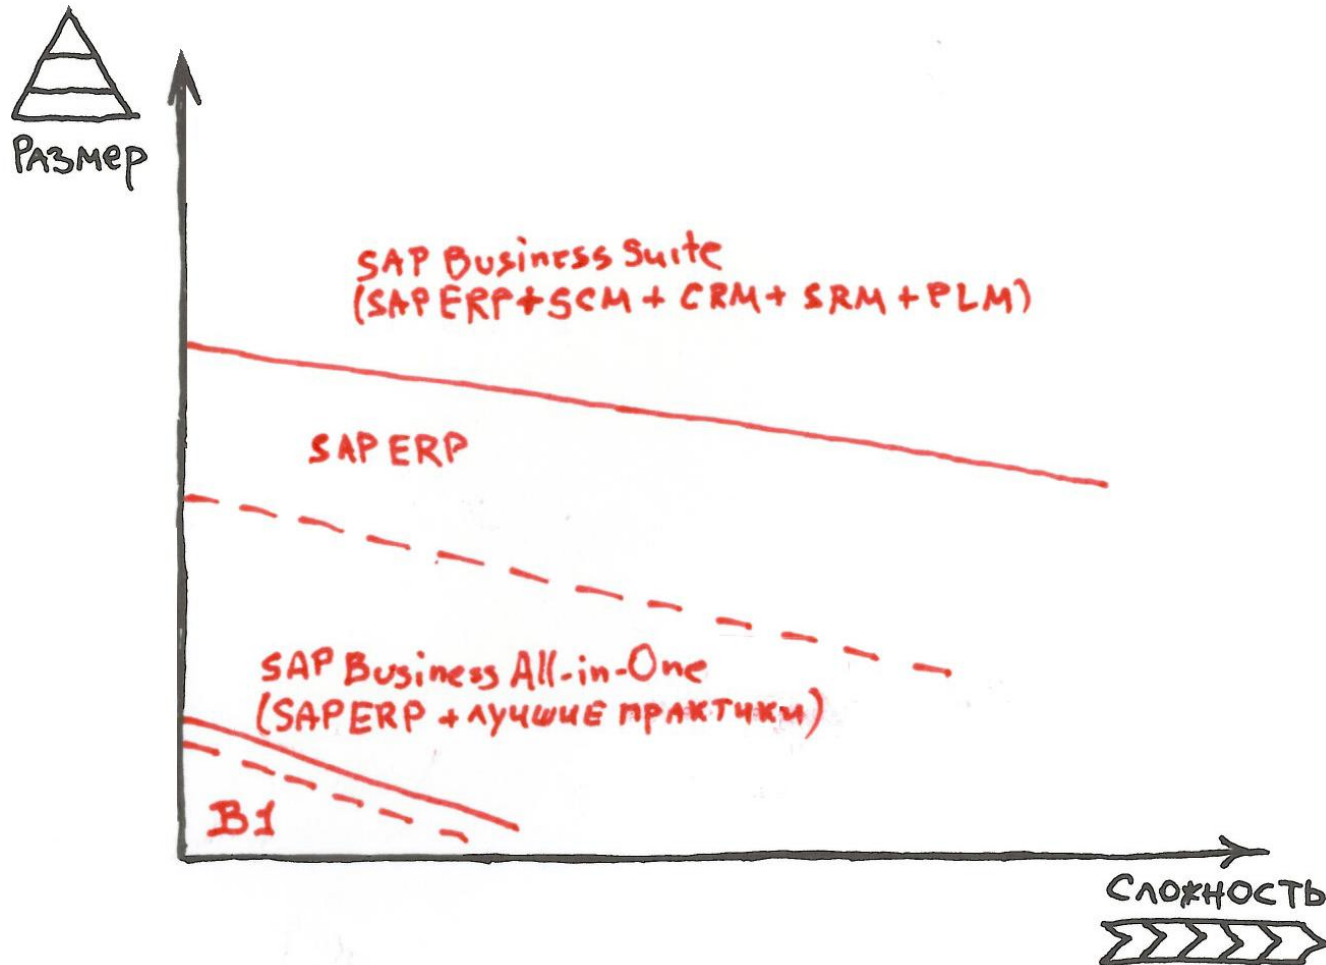 Размер
SAP Business Suite
(SAP ERP + SCM + CRM + SRM + PLM)
SAP ERP
SAP Business All-in-One
(SAP ERP + лучшие практики)
B1
Сложность